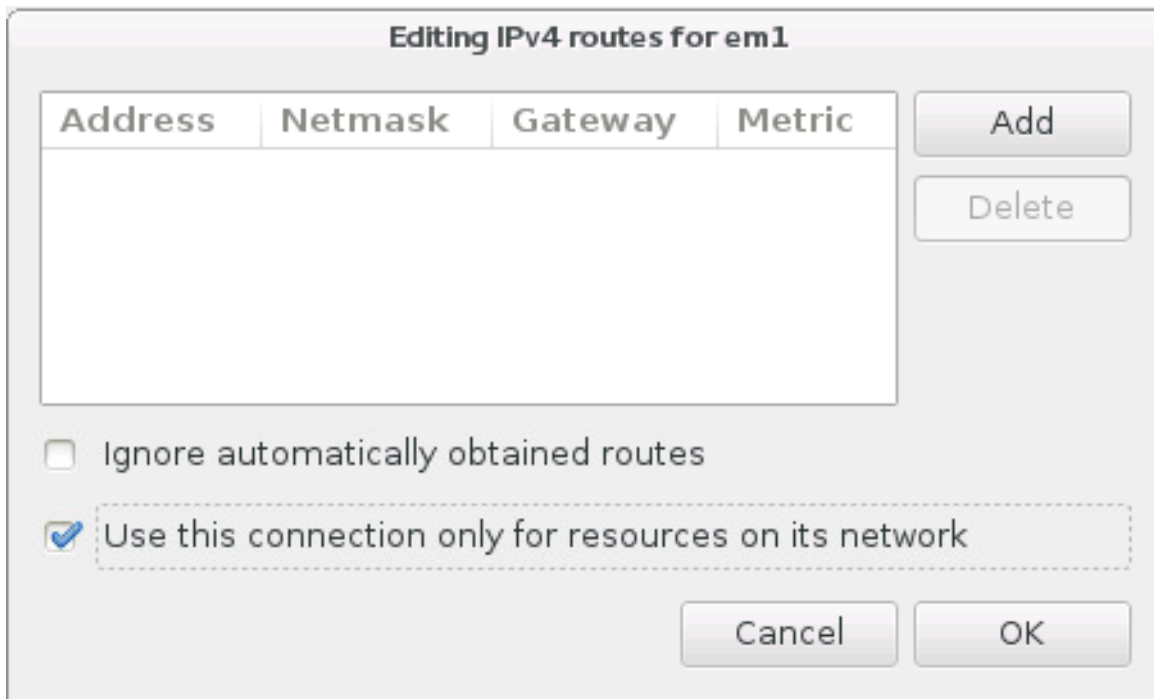 Editing IPv4 routes for em1
Address Netmask Gateway Metric
Add
Delete
Ignore automatically obtained routes
Use this connection only for resources on its network
Cancel OK